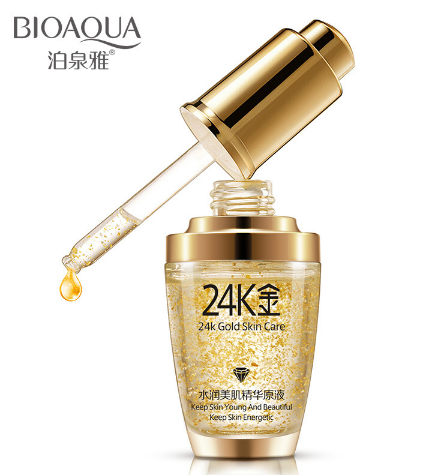 BIOAQUA
泊泉雅®
24K金
24k Gold Skin Care
水润美肌精华原液
Keep Skin Young And Beautiful
Keep Skin Energetic